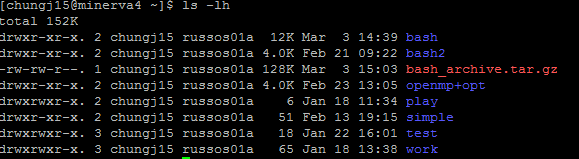 [chungj15@minerva4 ~]$ ls -lh
total 152K
drwxr-xr-x. 2 chungj15 russos01a  12K Mar  3 14:39 bash
drwxr-xr-x. 2 chungj15 russos01a 4.0K Feb 21 09:22 bash2
-rw-rw-r--. 1 chungj15 russos01a 128K Mar  3 15:03 bash_archive.tar.gz
drwxrwxr-x. 2 chungj15 russos01a 4.0K Feb 23 13:05 openmp+opt
drwxrwxr-x. 2 chungj15 russos01a    6 Jan 18 11:34 play
drwxrwxr-x. 2 chungj15 russos01a   51 Feb 13 19:15 simple
drwxrwxr-x. 3 chungj15 russos01a   18 Jan 22 16:01 test
drwxrwxr-x. 3 chungj15 russos01a   65 Jan 18 13:38 work